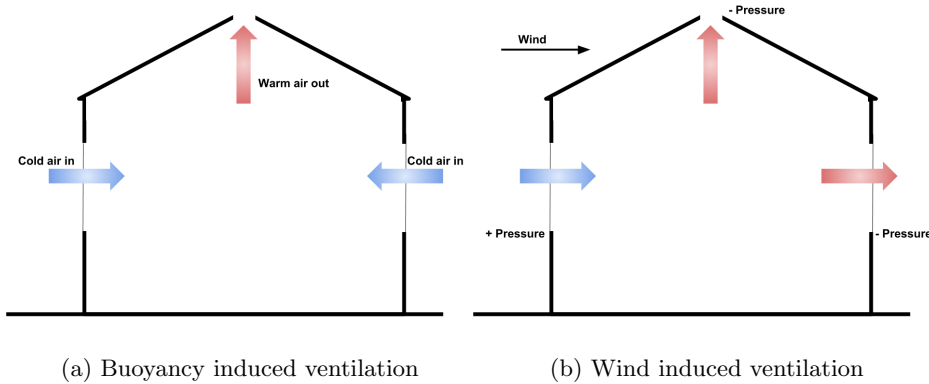 - Pressure
Wind
Warm air out
Cold air in
Cold air in
+ Pressure
- Pressure
(a) Buoyancy induced ventilation
(b) Wind induced ventilation